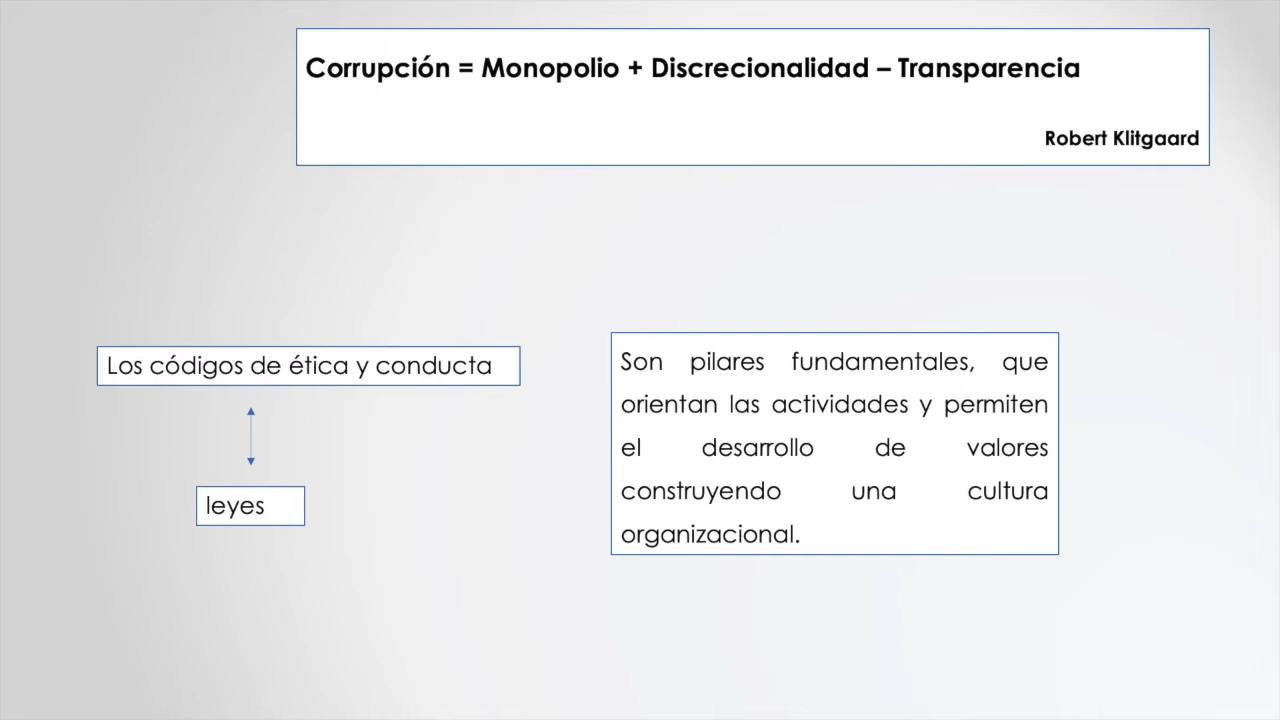 Corrupción = Monopolio + Discrecionalidad – Transparencia
Robert Klitgaard
Los códigos de ética y conducta
leyes
Son pilares fundamentales, que
orientan las actividades y permiten
el desarrollo de valores
construyendo una cultura
organizacional.